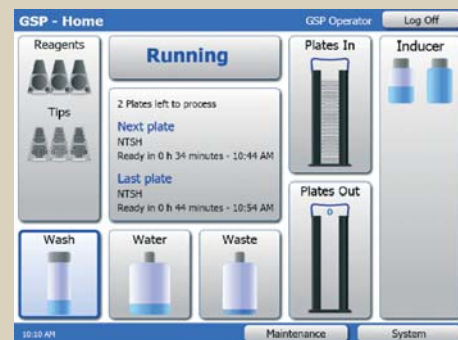 GSP - Home
GSP Operator
Log Off
Reagents
Tips
Running
2 Plates left to process
Next plate
NTSH
Ready in 0 h 34 minutes - 10:44 AM
Last plate
NTSH
Ready in 0 h 44 minutes - 10:54 AM
Plates In
Plates Out
0
Inducer
Wash
Water
Waste
10:10 AM
Maintenance
System